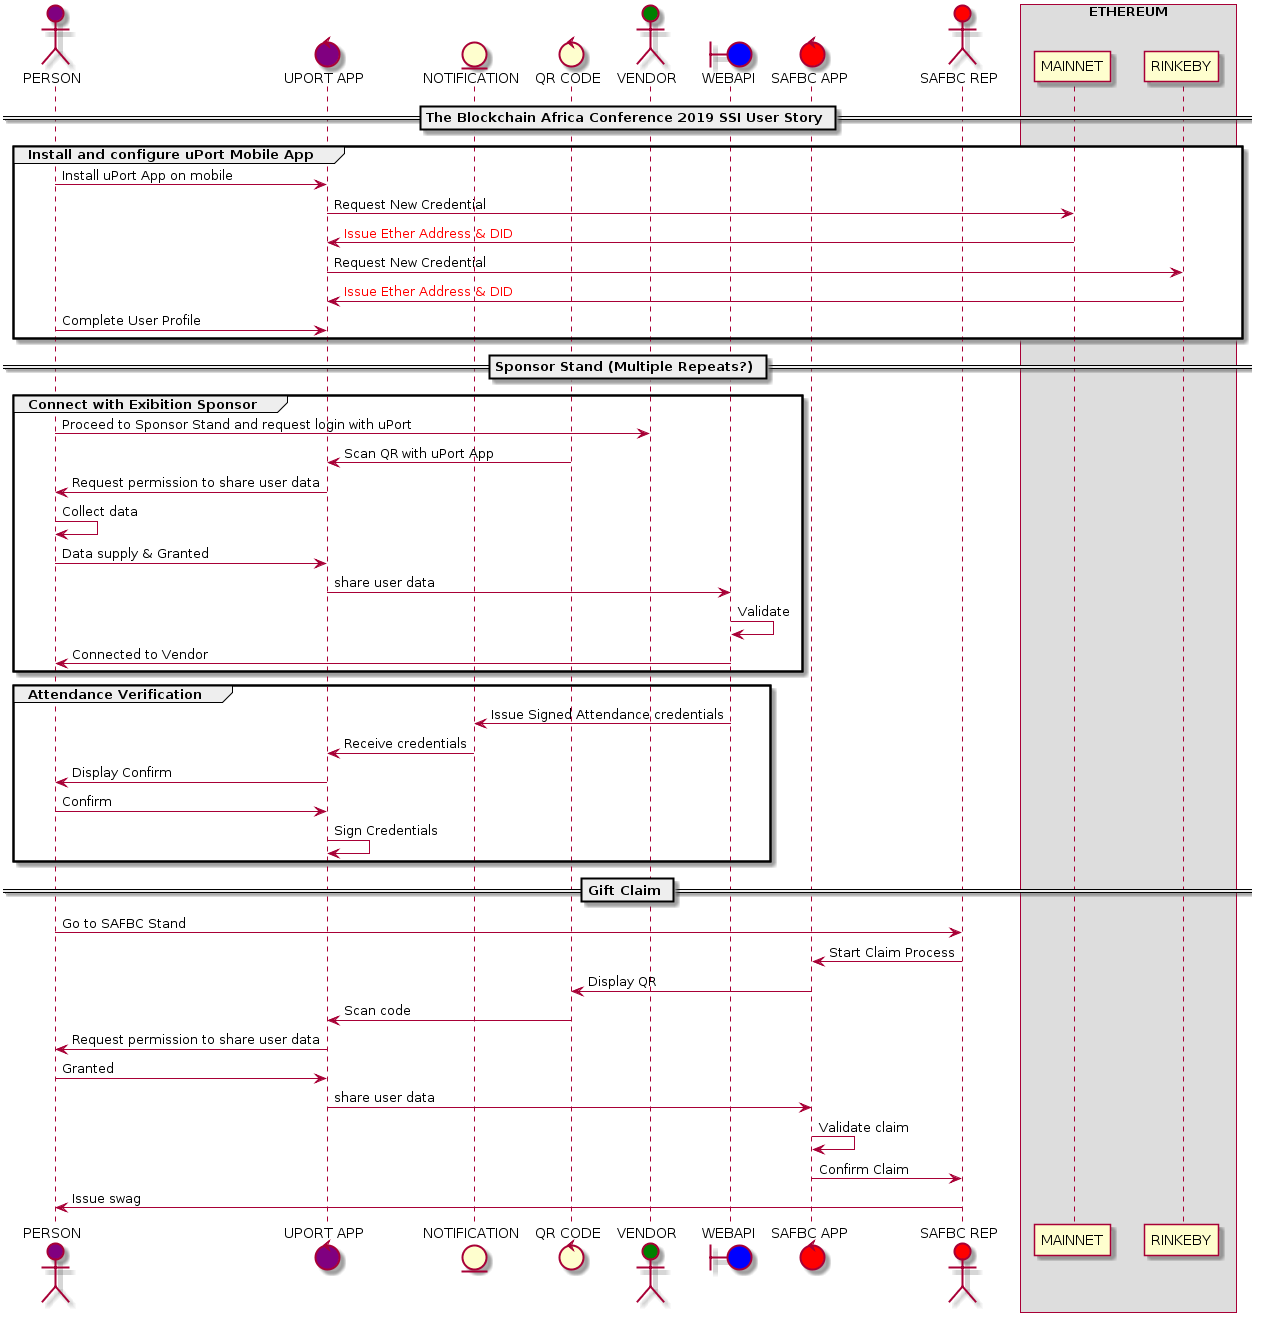 ETHEREUM
PERSON
UPORT APP
NOTIFICATION
QR CODE
VENDOR
WEBAPI
SAFBC APP
SAFBC REP
MAINNET
RINKEBY
The Blockchain Africa Conference 2019 SSI User Story
Install and configure uPort Mobile App
Install uPort App on mobile
Request New Credential
Issue Ether Address & DID
Request New Credential
Issue Ether Address & DID
Complete User Profile
Sponsor Stand (Multiple Repeats?)
Connect with Exibition Sponsor
Proceed to Sponsor Stand and request login with uPort
Scan QR with uPort App
Request permission to share user data
Collect data
Data supply & Granted
share user data
Validate
Connected to Vendor
Attendance Verification
Issue Signed Attendance credentials
Receive credentials
Display Confirm
Confirm
Sign Credentials
Gift Claim
Go to SAFBC Stand
Start Claim Process
Display QR
Scan code
Request permission to share user data
Granted
share user data
Validate claim
Confirm Claim
Issue swag
PERSON
UPORT APP
NOTIFICATION
QR CODE
VENDOR
WEBAPI
SAFBC APP
SAFBC REP
MAINNET
RINKEBY